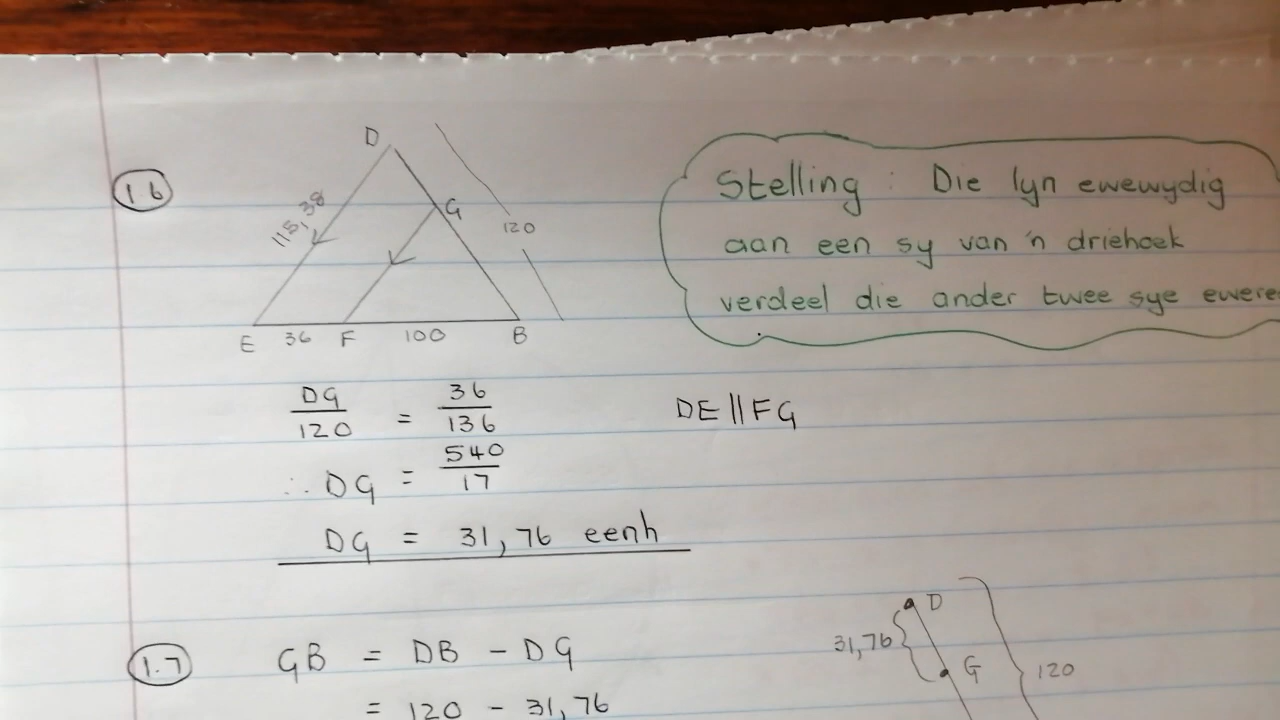 1.6
D
G
115,38
120
E 36 F 100 B
Stelling : Die lyn ewewydig
aan een sy van 'n driehoek
verdeel die ander twee sye ewere
DG/120 = 36/136
DE || FG
∴ DG = 540/17
DG = 31,76 eenh
1.7
GB = DB - DG
= 120 - 31,76
D
31,76
G
120